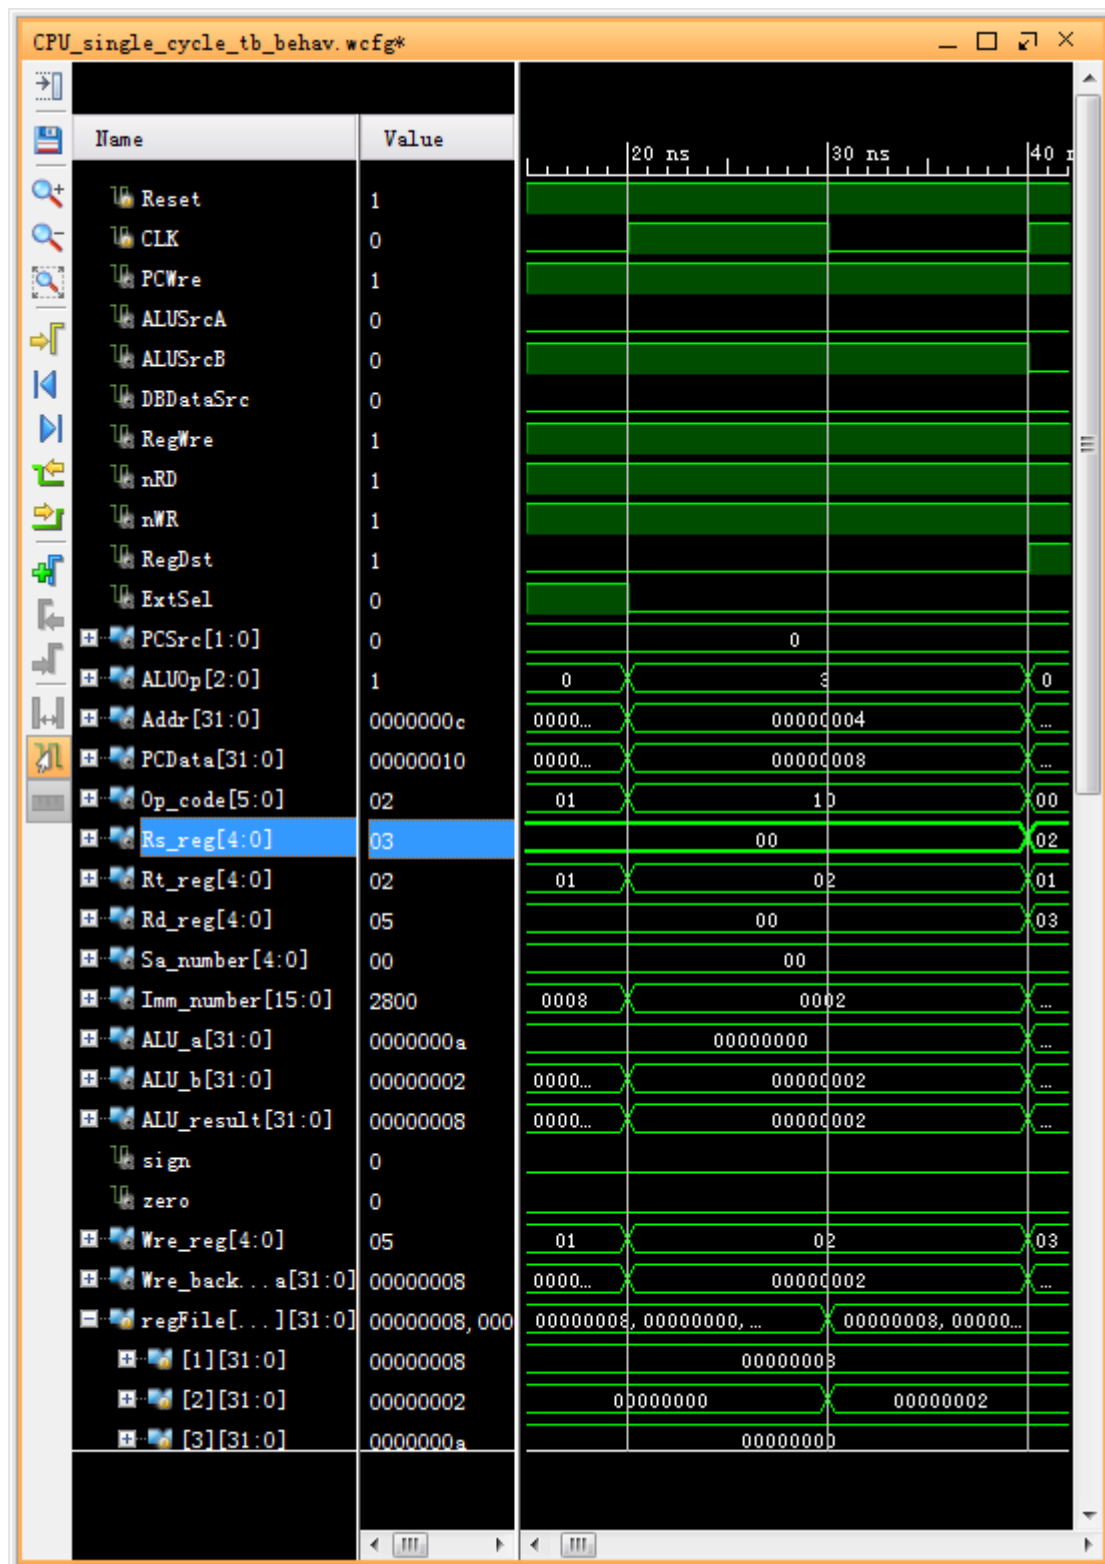 CPU_single_cycle_tb_behav.wcfg*
Name Value
20 ns 30 ns 40 n
Reset 1
CLK 0
PCWre 1
ALUSrcA 0
ALUSrcB 0
DBDataSrc 0
RegWre 1
nRD 1
nWR 1
RegDst 1
ExtSel 0
PCSrc[1:0] 0 0
ALUOp[2:0] 1 0 3 0
Addr[31:0] 0000000c 0000... 00000004 ...
PCData[31:0] 00000010 0000... 00000008 ...
Op_code[5:0] 02 01 10 00
Rs_reg[4:0] 03 00 02
Rt_reg[4:0] 02 01 02 01
Rd_reg[4:0] 05 00 03
Sa_number[4:0] 00 00
Imm_number[15:0] 2800 0008 0002 ...
ALU_a[31:0] 0000000a 00000000 ...
ALU_b[31:0] 00000002 0000... 00000002 ...
ALU_result[31:0] 00000008 0000... 00000002 ...
sign 0
zero 0
Wre_reg[4:0] 05 01 02 03
Wre_back...a[31:0] 00000008 0000... 00000002 ...
regFile[...][31:0] 00000008,000 00000008,00000000,... 00000008,00000...
[1][31:0] 00000008 00000008
[2][31:0] 00000002 00000000 00000002
[3][31:0] 0000000a 00000000